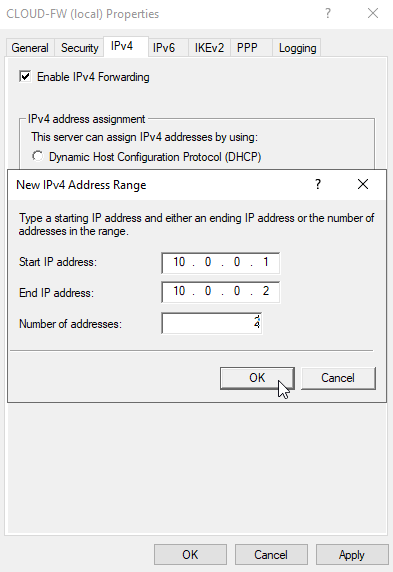 CLOUD-FW (local) Properties ? ×
General Security IPv4 IPv6 IKEv2 PPP Logging
Enable IPv4 Forwarding
IPv4 address assignment
This server can assign IPv4 addresses by using:
Dynamic Host Configuration Protocol (DHCP)
New IPv4 Address Range ? ×
Type a starting IP address and either an ending IP address or the number of
addresses in the range.
Start IP address: 10 . 0 . 0 . 1
End IP address: 10 . 0 . 0 . 2
Number of addresses:
OK Cancel
OK Cancel Apply